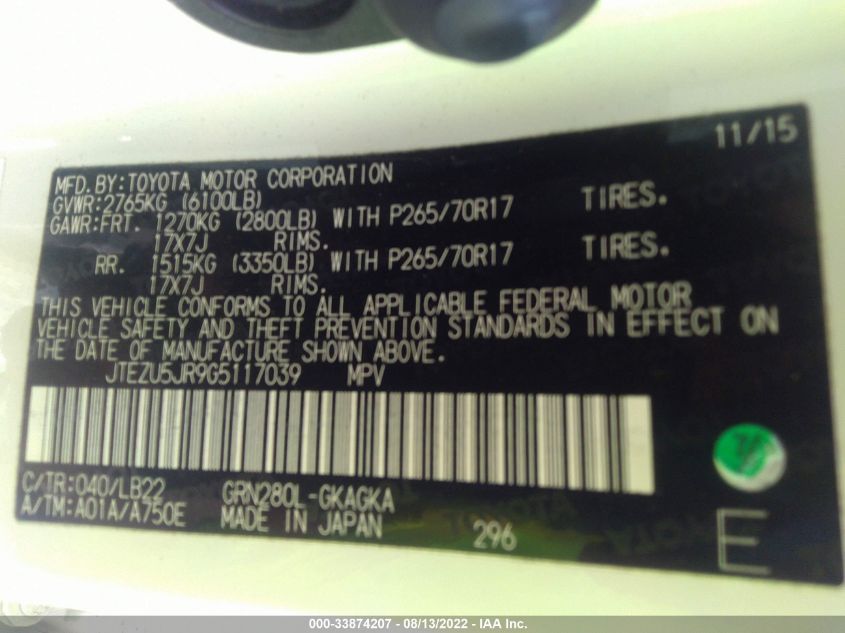 11/15
MFD.BY:TOYOTA MOTOR CORPORATION
GVWR:2765KG (6100LB)
GAWR:FRT. 1270KG (2800LB) WITH P265/70R17 TIRES.
17X7J RIMS.
RR. 1515KG (3350LB) WITH P265/70R17 TIRES.
17X7J RIMS.
THIS VEHICLE CONFORMS TO ALL APPLICABLE FEDERAL MOTOR
VEHICLE SAFETY AND THEFT PREVENTION STANDARDS IN EFFECT ON
THE DATE OF MANUFACTURE SHOWN ABOVE.
JTEZU5JR9G5117039 MPV
C/TR:040/LB22 GRN280L-GKAGKA
A/TM:A01A/A750E MADE IN JAPAN 296
E
000-33874207 - 08/13/2022 - IAA Inc.